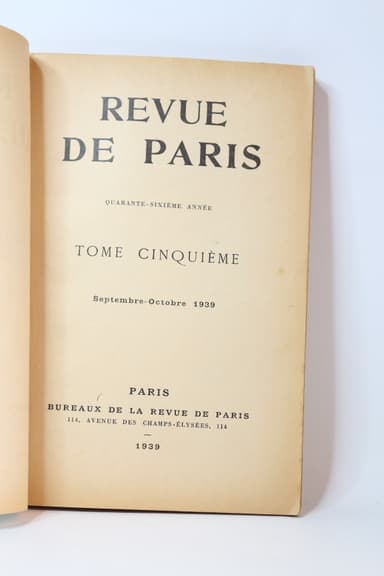 REVUE
DE PARIS
QUARANTE-SIXIÈME ANNÉE
TOME CINQUIÈME
Septembre-Octobre 1939
PARIS
BUREAUX DE LA REVUE DE PARIS
114, AVENUE DES CHAMPS-ÉLYSÉES, 114
1939